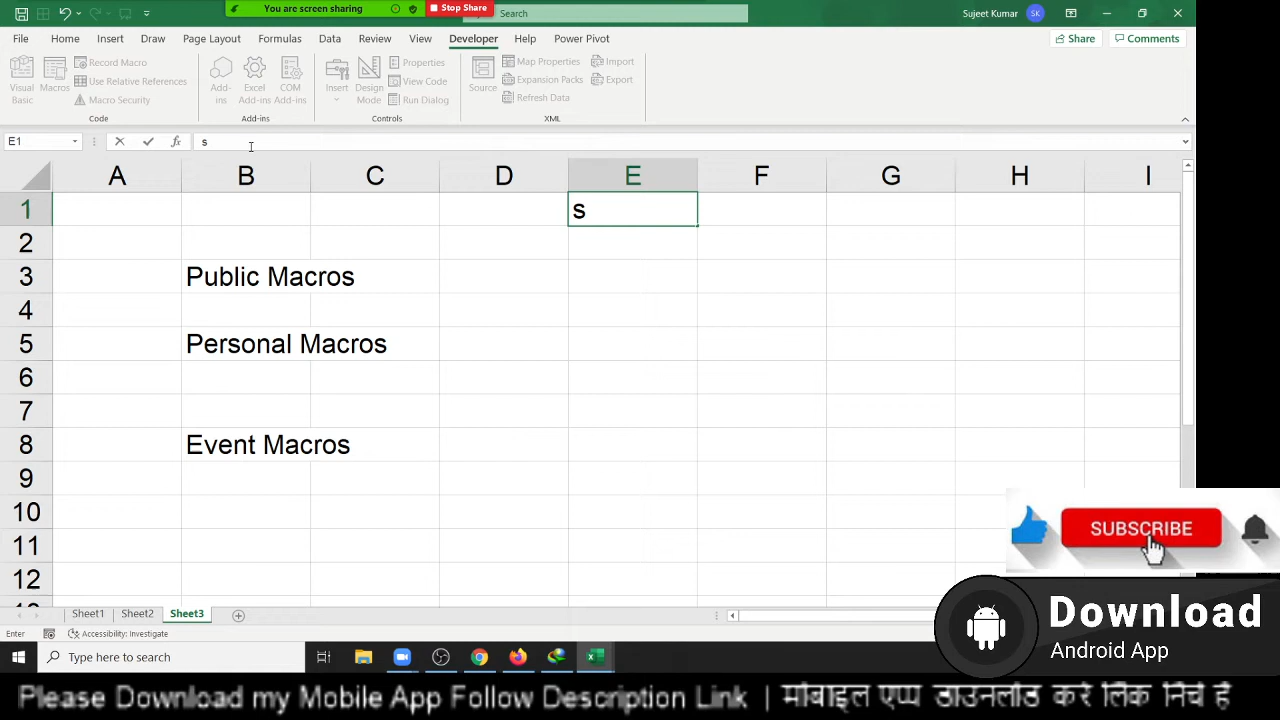 You are screen sharing
Stop Share
Search
Sujeet Kumar
SK
File Home Insert Draw Page Layout Formulas Data Review View Developer Help Power Pivot
Share
Comments
Visual Basic
Macros
Record Macro
Use Relative References
Macro Security
Code
Add-ins
Excel Add-ins
COM Add-ins
Add-ins
Insert
Design Mode
Properties
View Code
Run Dialog
Controls
Source
Map Properties
Expansion Packs
Refresh Data
Import
Export
XML
E1
fx
s
A B C D E F G H I
1 s
2
3 Public Macros
4
5 Personal Macros
6
7
8 Event Macros
9
10
11
12
SUBSCRIBE
Sheet1 Sheet2 Sheet3
Enter
Accessibility: Investigate
Download
Android App
Type here to search
Please Download my Mobile App Follow Description Link | मोबाइल एप्प डाउनलोड करे लिंक निचे है